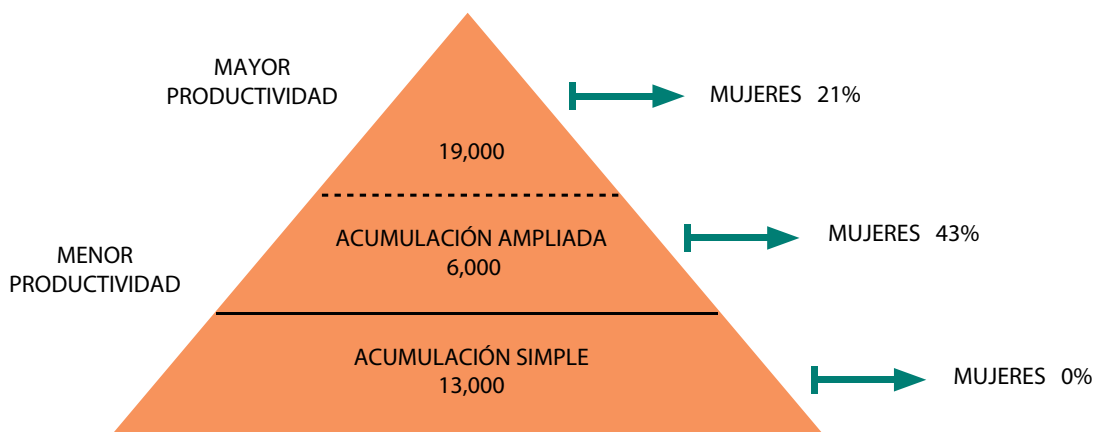 MAYOR
PRODUCTIVIDAD
MUJERES 21%
19,000
MENOR
PRODUCTIVIDAD
ACUMULACIÓN AMPLIADA
6,000
MUJERES 43%
ACUMULACIÓN SIMPLE
13,000
MUJERES 0%